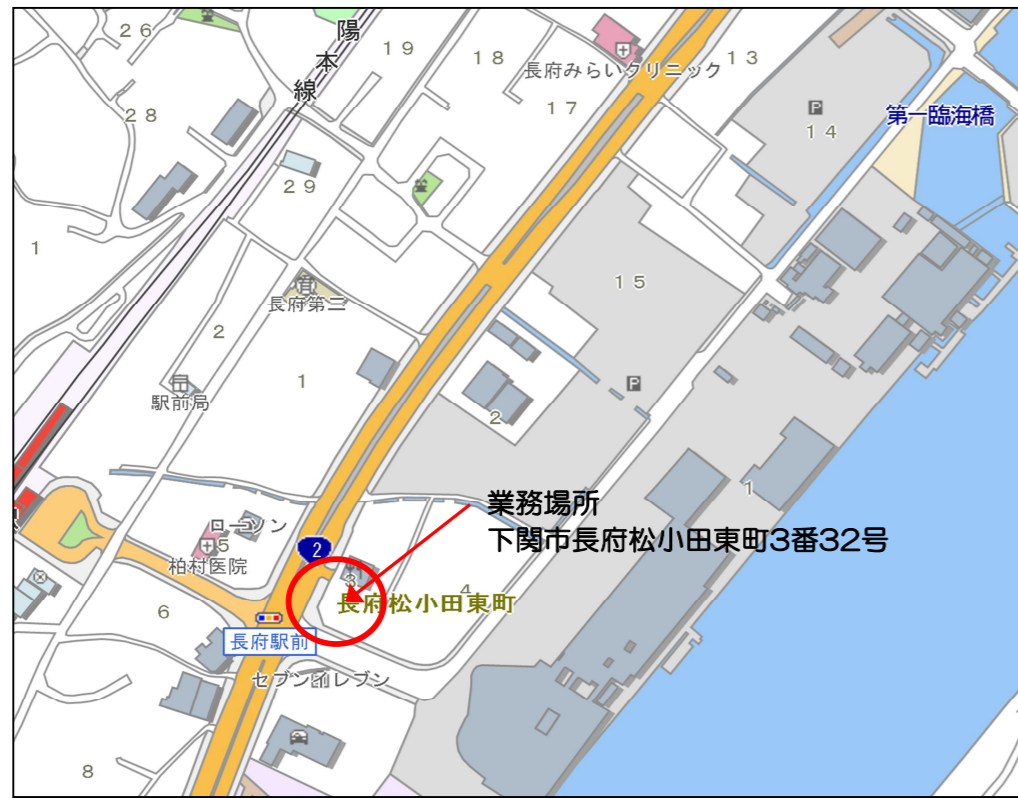 26
陽本線
19
18
長府みらいクリニック
13
17
28
14
第一臨海橋
29
1
15
長府第二
2
1
駅前局
2
1
業務場所
下関市長府松小田東町3番32号
ローソン
5
柏村医院
2
3
4
長府松小田東町
6
長府駅前
セブンイレブン
8